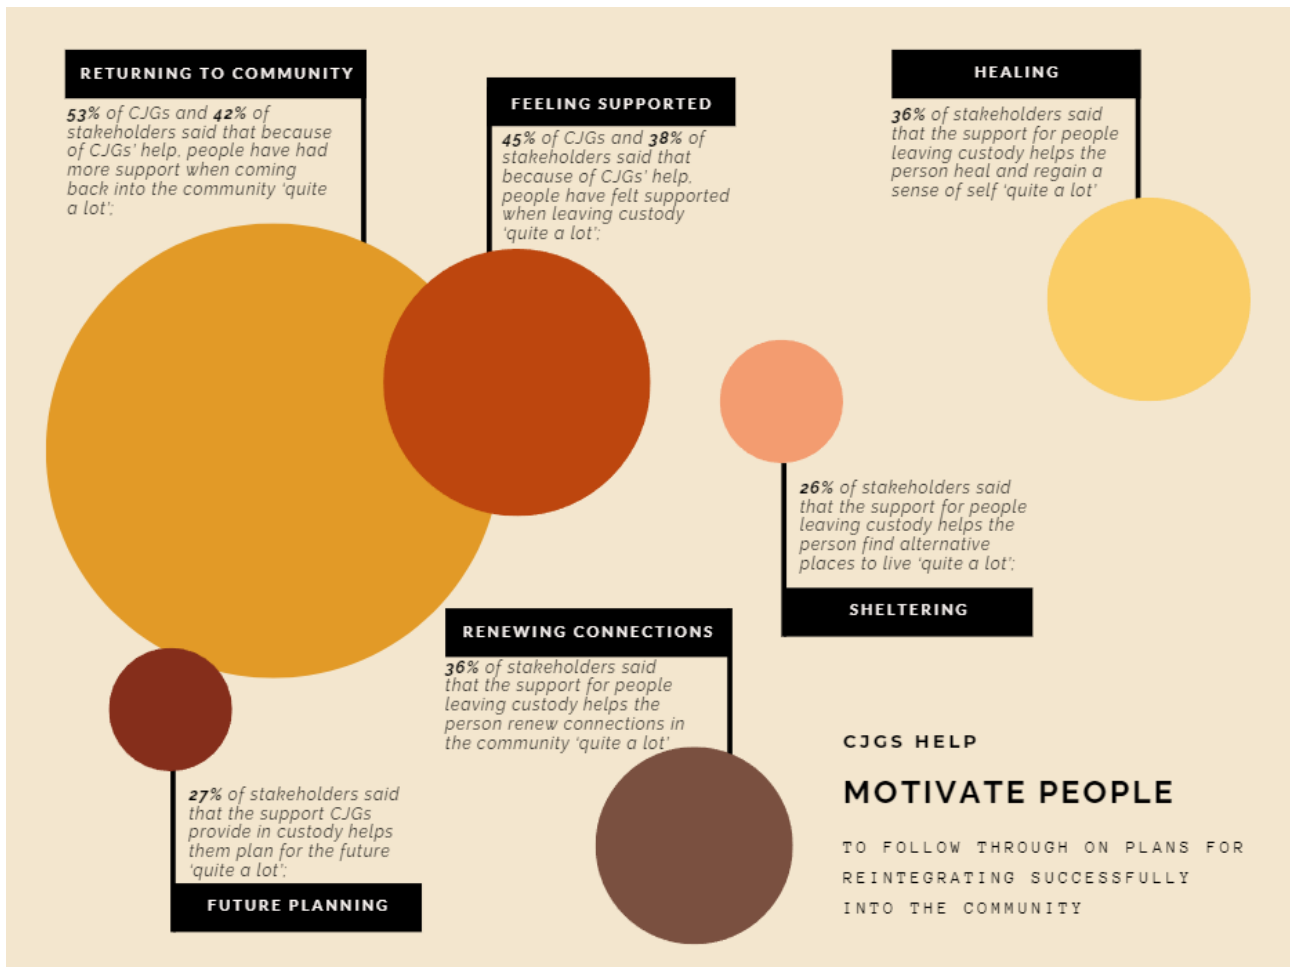 RETURNING TO COMMUNITY
53% of CJGs and 42% of
stakeholders said that because
of CJGs' help, people have had
more support when coming
back into the community 'quite
a lot';
FEELING SUPPORTED
45% of CJGs and 38% of
stakeholders said that
because of CJGs' help,
people have felt supported
when leaving custody
'quite a lot';
HEALING
36% of stakeholders said
that the support for people
leaving custody helps the
person heal and regain a
sense of self 'quite a lot'
26% of stakeholders said
that the support for people
leaving custody helps the
person find alternative
places to live 'quite a lot';
SHELTERING
RENEWING CONNECTIONS
36% of stakeholders said
that the support for people
leaving custody helps the
person renew connections in
the community 'quite a lot'
27% of stakeholders said
that the support CJGs
provide in custody helps
them plan for the future
'quite a lot';
FUTURE PLANNING
CJGS HELP
MOTIVATE PEOPLE
TO FOLLOW THROUGH ON PLANS FOR
REINTEGRATING SUCCESSFULLY
INTO THE COMMUNITY